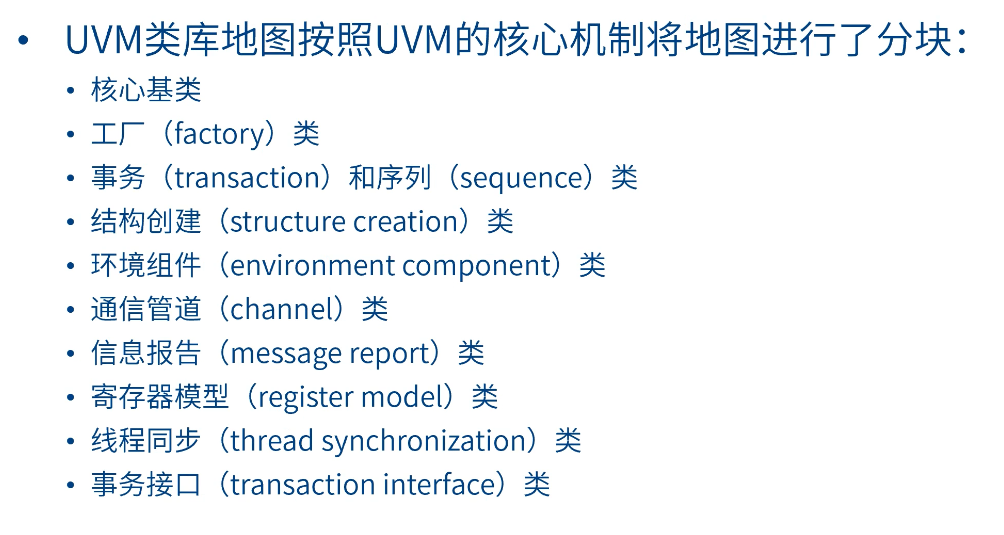 • UVM类库地图按照UVM的核心机制将地图进行了分块：
• 核心基类
• 工厂（factory）类
• 事务（transaction）和序列（sequence）类
• 结构创建（structure creation）类
• 环境组件（environment component）类
• 通信管道（channel）类
• 信息报告（message report）类
• 寄存器模型（register model）类
• 线程同步（thread synchronization）类
• 事务接口（transaction interface）类